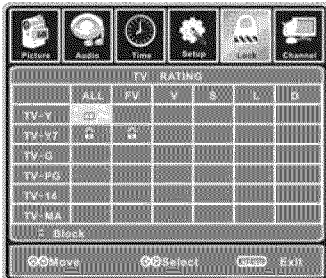 Picture Audio Time Setup Lock Channel
TV RATING
ALL FV V S L D
TV-Y
TV-Y7
TV-G
TV-PG
TV-14
TV-MA
: Block
Move Select Exit